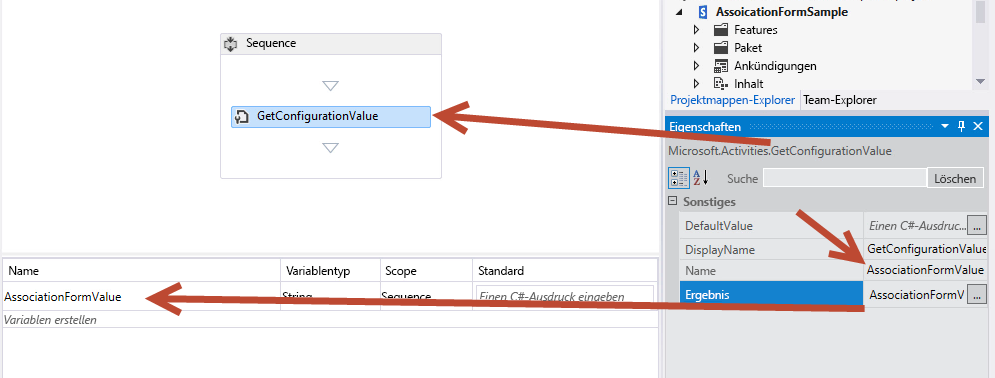 Sequence
GetConfigurationValue
Name Variablentyp Scope Standard
AssociationFormValue String Sequence Einen C#-Ausdruck eingeben
Variablen erstellen
AssoicationFormSample
Features
Paket
Ankündigungen
Inhalt
Projektmappen-Explorer Team-Explorer
Eigenschaften
Microsoft.Activities.GetConfigurationValue
Suche Löschen
Sonstiges
DefaultValue Einen C#-Ausdruc... ...
DisplayName GetConfigurationValue
Name AssociationFormValue
Ergebnis AssociationFormV ...